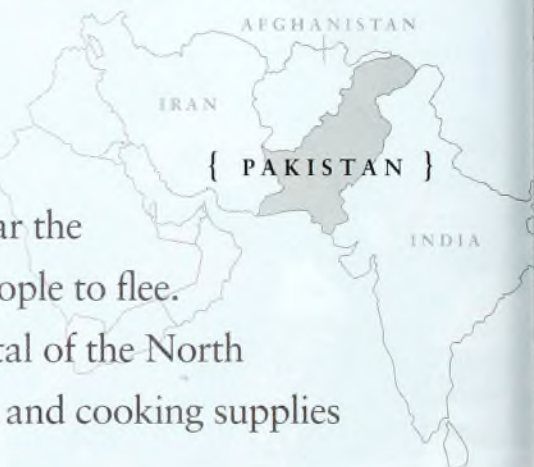 AFGHANISTAN
IRAN
{ PAKISTAN }
INDIA
ar the
ople to flee.
tal of the North
and cooking supplies